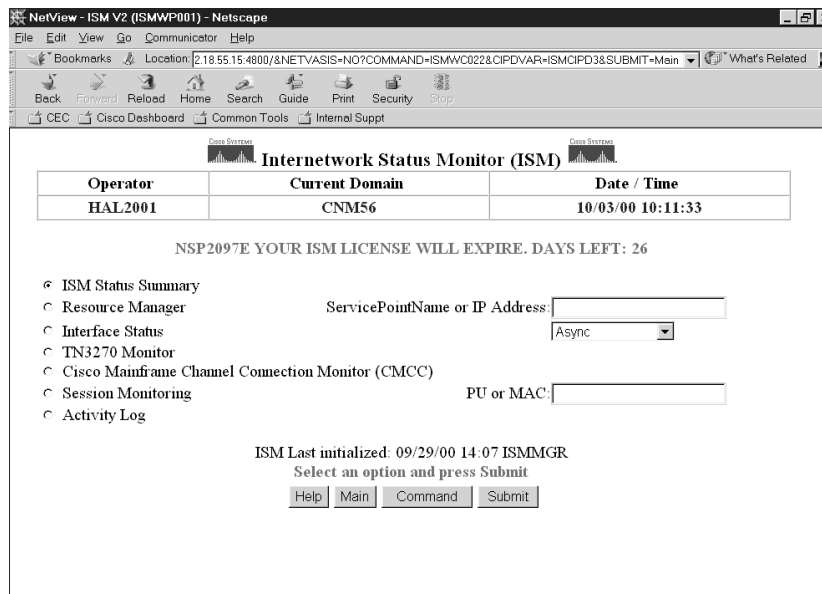 NetView - ISM V2 (ISMWP001) - Netscape
File Edit View Go Communicator Help
Bookmarks Location: 2.18.55.15:4800/&NETVASIS=NO?COMMAND=ISMWC022&CIPDVAR=ISMCIPD3&SUBMIT=Main What's Related
Back Forward Reload Home Search Guide Print Security Stop
CEC Cisco Dashboard Common Tools Internal Suppt
CISCO SYSTEMS Internetwork Status Monitor (ISM) CISCO SYSTEMS
Operator Current Domain Date / Time
HAL2001 CNM56 10/03/00 10:11:33
NSP2097E YOUR ISM LICENSE WILL EXPIRE. DAYS LEFT: 26
ISM Status Summary
Resource Manager ServicePointName or IP Address:
Interface Status Async
TN3270 Monitor
Cisco Mainframe Channel Connection Monitor (CMCC)
Session Monitoring PU or MAC:
Activity Log
ISM Last initialized: 09/29/00 14:07 ISMMGR
Select an option and press Submit
Help Main Command Submit